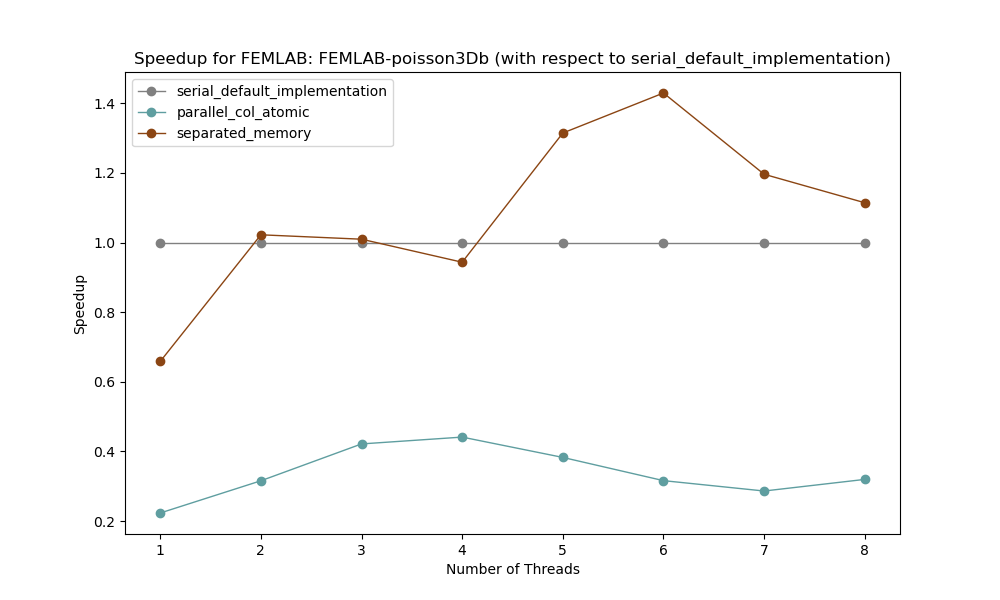 Speedup for FEMLAB: FEMLAB-poisson3Db (with respect to serial_default_implementation)
serial_default_implementation
parallel_col_atomic
separated_memory
1.4
1.2
1.0
0.8
0.6
0.4
0.2
Speedup
1 2 3 4 5 6 7 8
Number of Threads